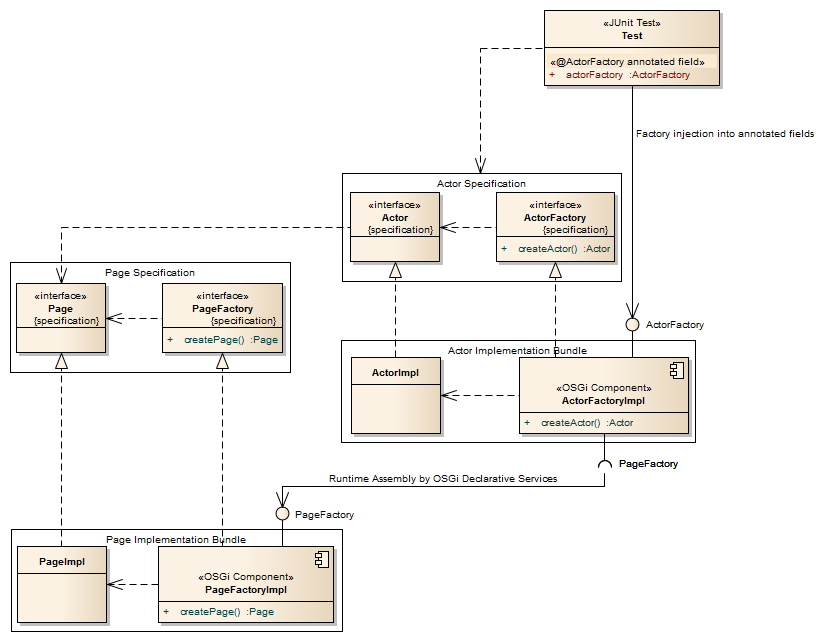 «JUnit Test»
Test
«@ActorFactory annotated field»
+ actorFactory :ActorFactory
Factory injection into annotated fields
Actor Specification
«interface»
Actor
{specification}
«interface»
ActorFactory
{specification}
+ createActor() :Actor
Page Specification
«interface»
Page
{specification}
«interface»
PageFactory
{specification}
+ createPage() :Page
ActorFactory
Actor Implementation Bundle
ActorImpl
«OSGi Component»
ActorFactoryImpl
+ createActor() :Actor
PageFactory
Runtime Assembly by OSGi Declarative Services
PageFactory
Page Implementation Bundle
PageImpl
«OSGi Component»
PageFactoryImpl
+ createPage() :Page